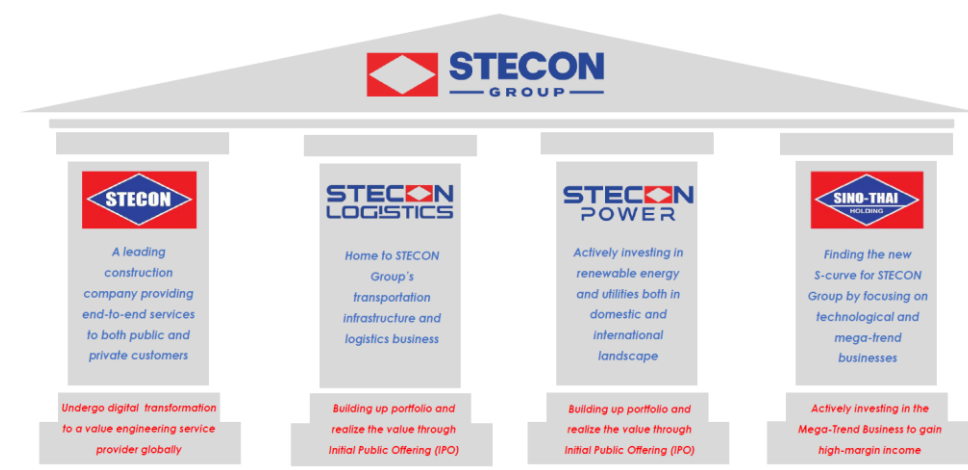 STECON
GROUP
STECON
A leading
construction
company providing
end-to-end services
to both public and
private customers
Undergo digital transformation
to a value engineering service
provider globally
STECON
LOGISTICS
Home to STECON
Group's
transportation
infrastructure and
logistics business
Building up portfolio and
realize the value through
Initial Public Offering (IPO)
STECON
POWER
Actively investing in
renewable energy
and utilities both in
domestic and
international
landscape
Building up portfolio and
realize the value through
Initial Public Offering (IPO)
SINO-THAI
HOLDING
Finding the new
S-curve for STECON
Group by focusing on
technological and
mega-trend
businesses
Actively investing in the
Mega-Trend Business to gain
high-margin income